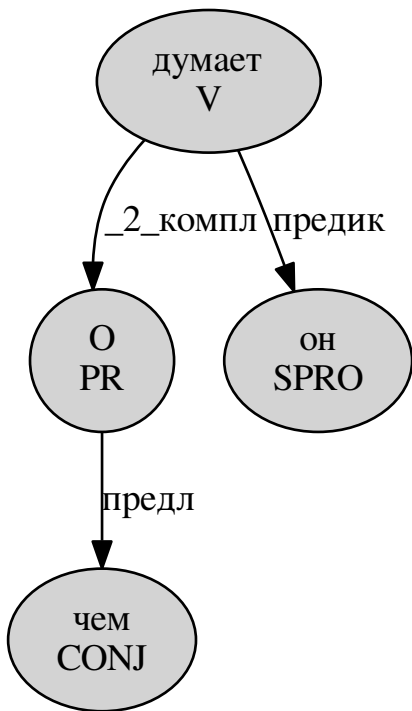 думает
V
_2_компл предик
О
PR
он
SPRO
предл
чем
CONJ